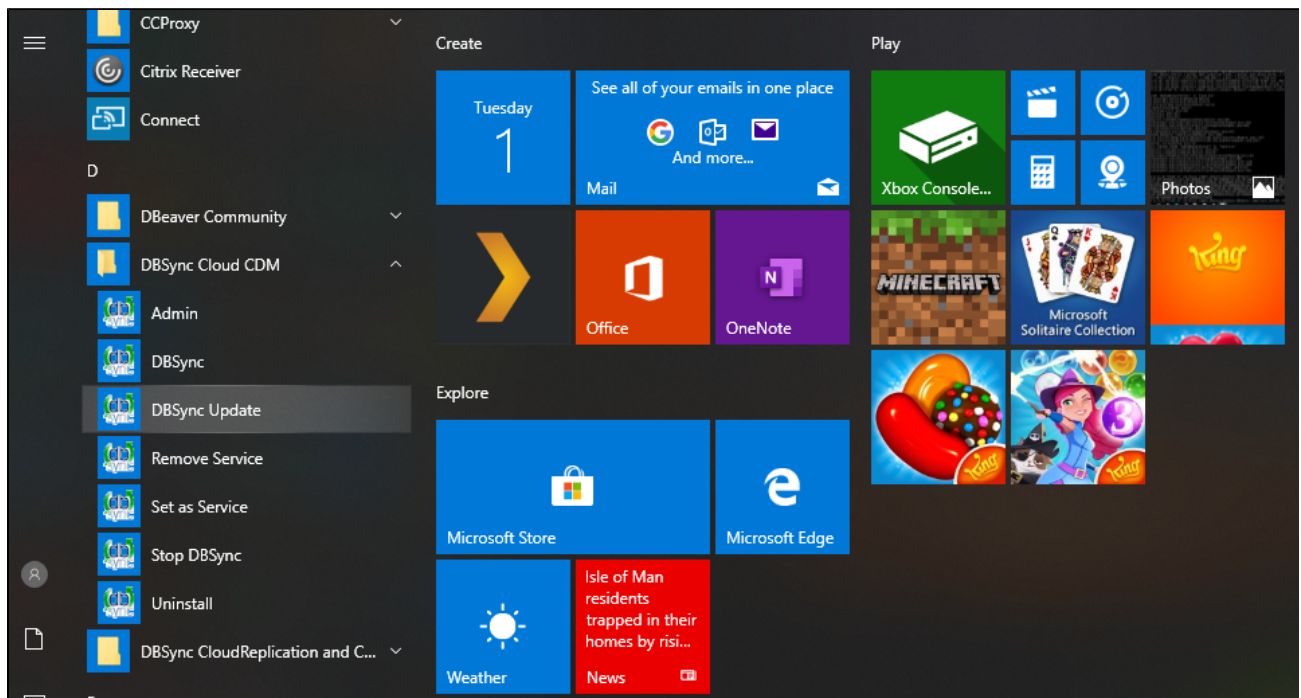 CCProxy
Citrix Receiver
Connect
D
DBeaver Community
DBSync Cloud CDM
Admin
DBSync
DBSync Update
Remove Service
Set as Service
Stop DBSync
Uninstall
DBSync CloudReplication and C...
Create
Tuesday
1
See all of your emails in one place
And more...
Mail
Office
N
OneNote
Explore
Microsoft Store
Microsoft Edge
Weather
Isle of Man
residents
trapped in their
homes by risi...
News
Play
Xbox Console...
Photos
MINECRAFT
J
Q
K
Microsoft
Solitaire Collection
King
King
3
King